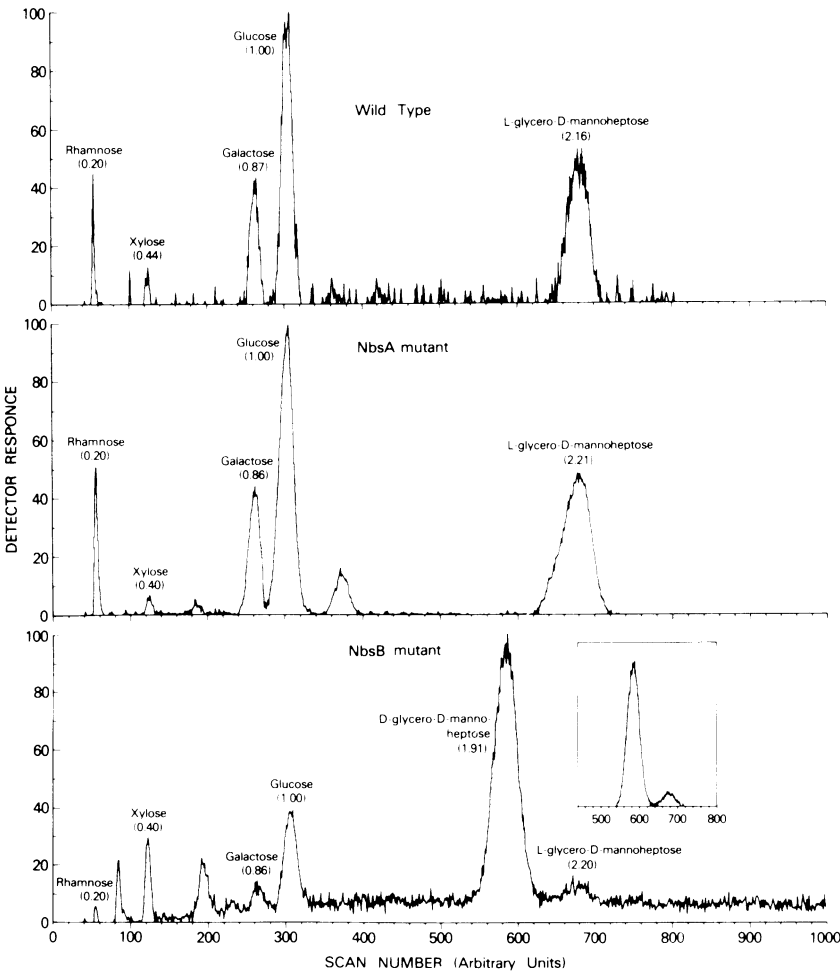 100
80
60
40
20
0
Wild Type
Rhamnose
(0.20)
Xylose
(0.44)
Galactose
(0.87)
Glucose
(1.00)
L-glycero-D-mannoheptose
(2.16)
DETECTOR RESPONCE
100
80
60
40
20
0
NbsA mutant
Rhamnose
(0.20)
Xylose
(0.40)
Galactose
(0.86)
Glucose
(1.00)
L-glycero-D-mannoheptose
(2.21)
100
80
60
40
20
0
NbsB mutant
Rhamnose
(0.20)
Xylose
(0.40)
Galactose
(0.86)
Glucose
(1.00)
D-glycero-D-manno-
heptose
(1.91)
L-glycero-D-mannoheptose
(2.20)
500 600 700 800
0 100 200 300 400 500 600 700 800 900 1000
SCAN NUMBER (Arbitrary Units)